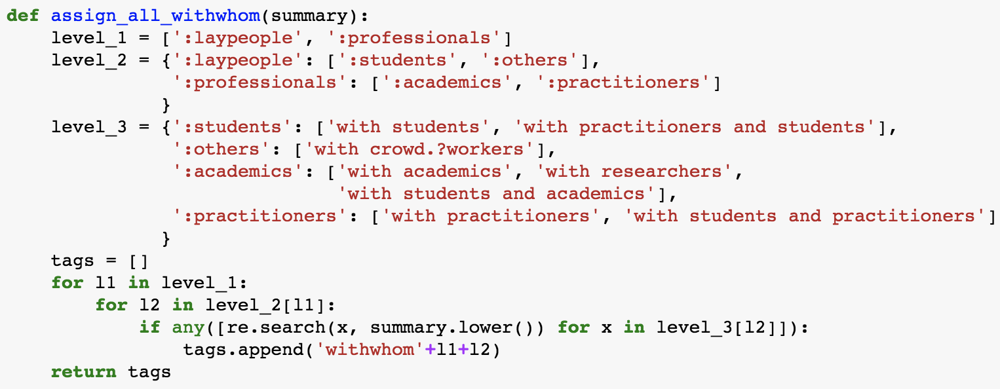 def assign_all_withwhom(summary):
    level_1 = [':laypeople', ':professionals']
    level_2 = {':laypeople': [':students', ':others'],
               ':professionals': [':academics', ':practitioners']
              }
    level_3 = {':students': ['with students', 'with practitioners and students'],
               ':others': ['with crowd.?workers'],
               ':academics': ['with academics', 'with researchers',
                              'with students and academics'],
               ':practitioners': ['with practitioners', 'with students and practitioners']
              }
    tags = []
    for l1 in level_1:
        for l2 in level_2[l1]:
            if any([re.search(x, summary.lower()) for x in level_3[l2]]):
                tags.append('withwhom'+l1+l2)
    return tags